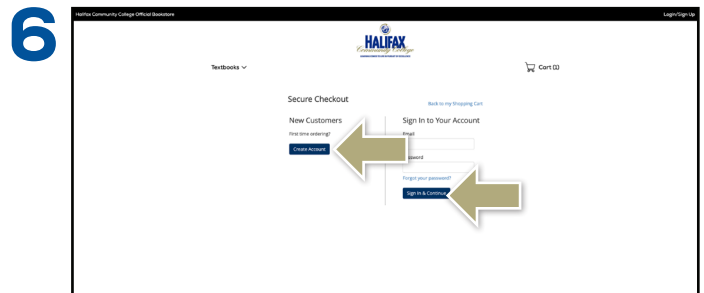 6
Halifax Community College Official Bookstore
Login/Sign Up
HALIFAX
Community College
Textbooks
Cart (1)
Secure Checkout
Back to my Shopping Cart
New Customers
First time ordering?
Create Account
Sign In to Your Account
Email
Password
Forgot your password?
Sign In & Continue